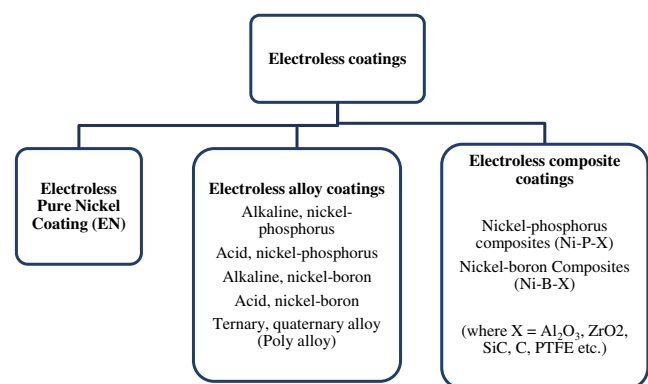 Electroless coatings
Electroless
Pure Nickel
Coating (EN)
Electroless alloy coatings
Alkaline, nickel-
phosphorus
Acid, nickel-phosphorus
Alkaline, nickel-boron
Acid, nickel-boron
Ternary, quaternary alloy
(Poly alloy)
Electroless composite
coatings
Nickel-phosphorus
composites (Ni-P-X)
Nickel-boron Composites
(Ni-B-X)
(where X = Al₂O₃, ZrO2,
SiC, C, PTFE etc.)